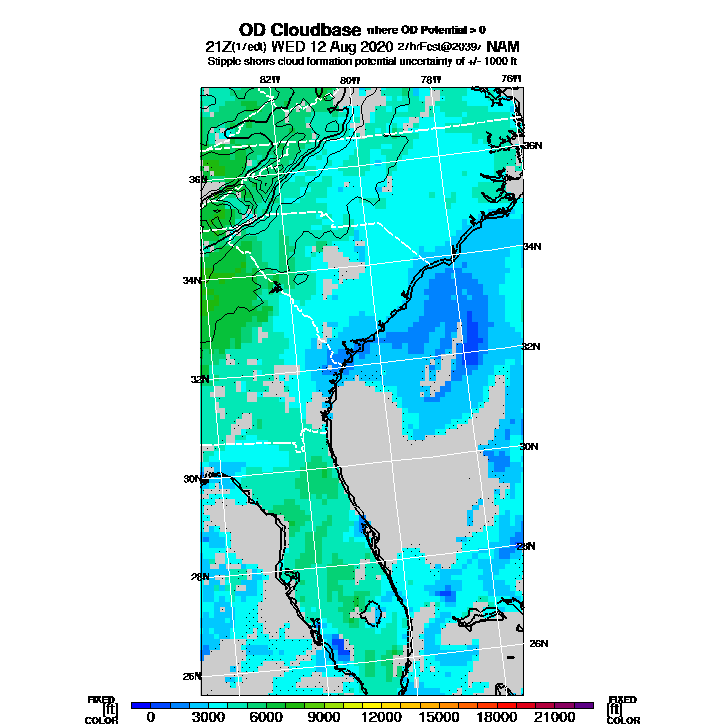 OD Cloudbase where OD Potential > 0
21Z(17edt) WED 12 Aug 2020 27hrFcst@2039z NAM
Stipple shows cloud formation potential uncertainty of +/- 1000 ft
82W 80W 78W 76W
36N
36N
34N
34N
32N
32N
30N
30N
28N
28N
26N
26N
FIXED [ft] COLOR
0 3000 6000 9000 12000 15000 18000 21000
FIXED [ft] COLOR